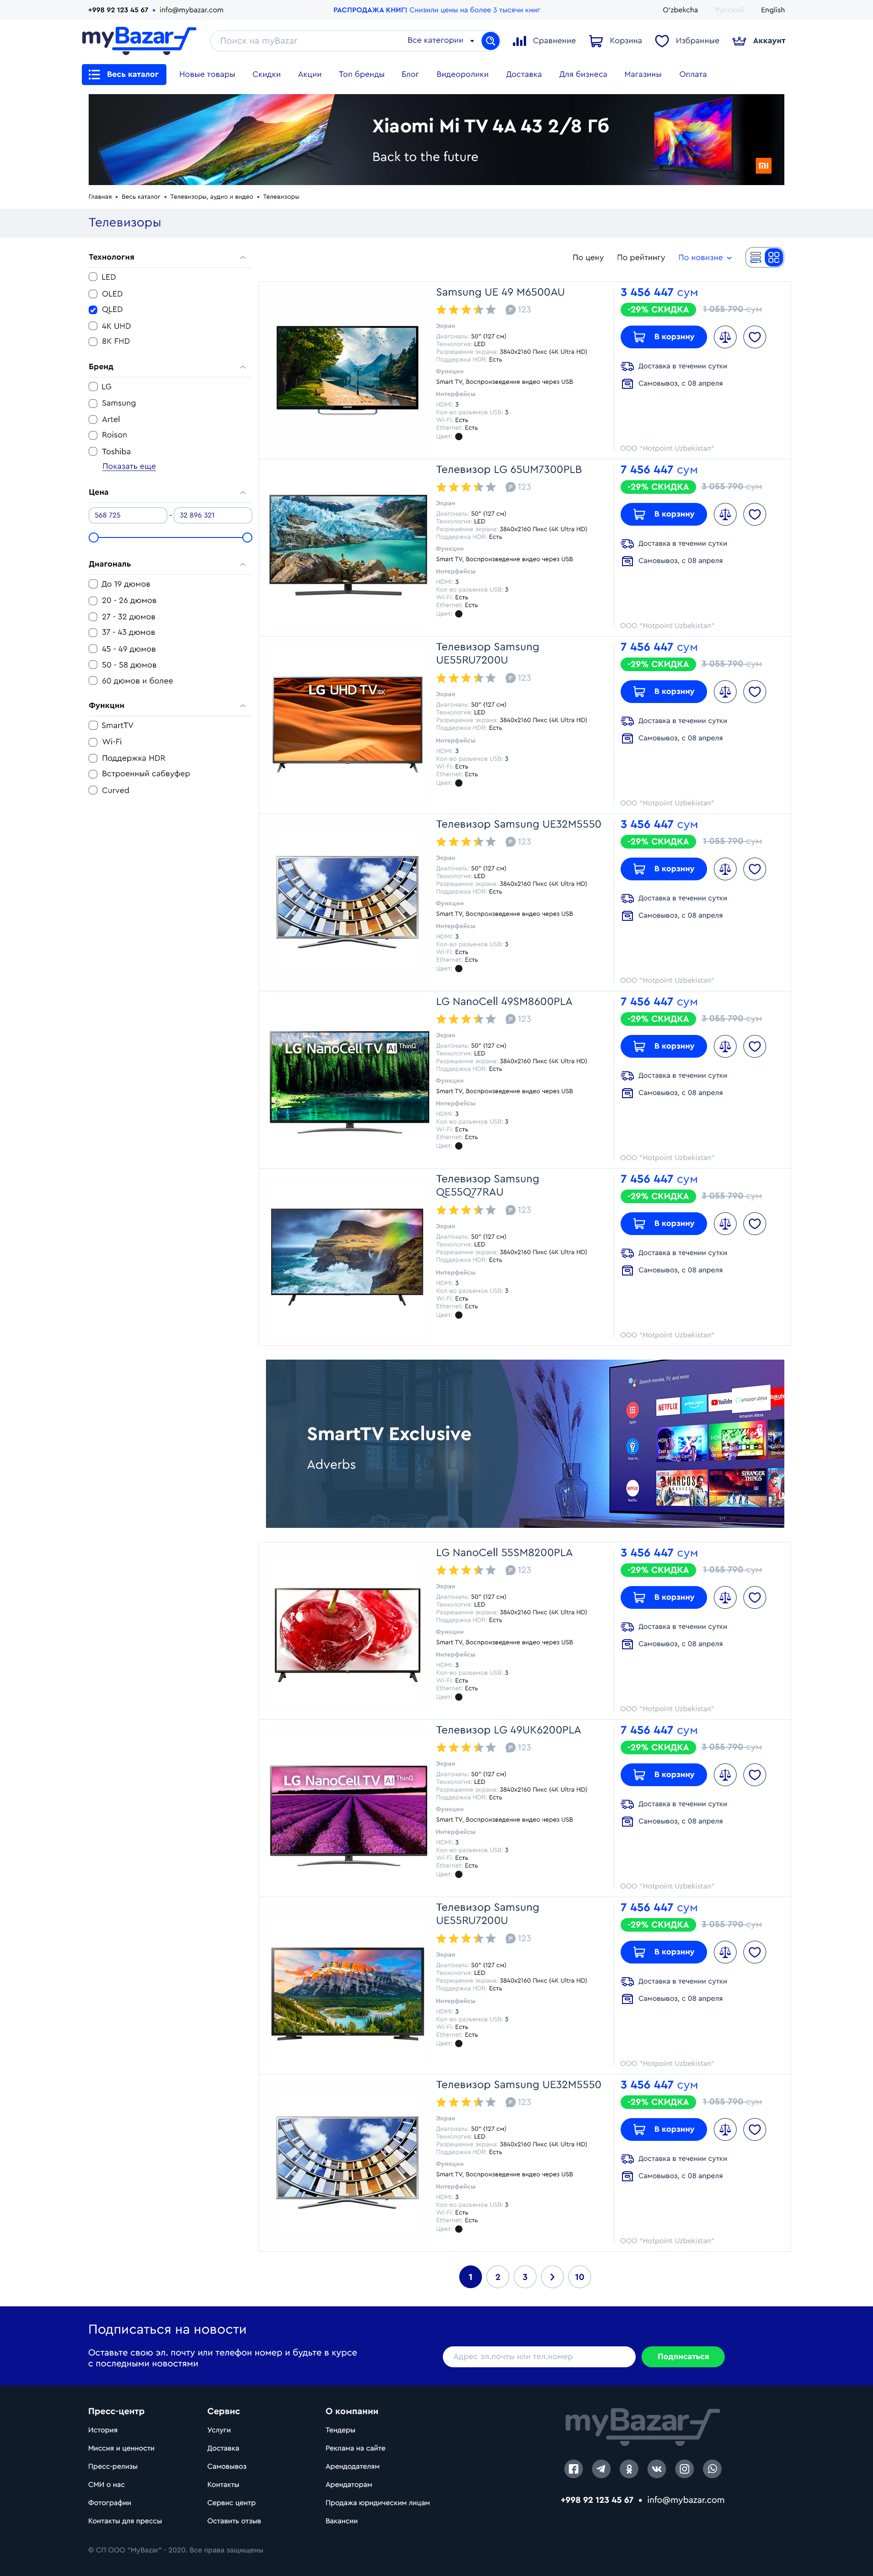 +998 92 123 45 67 • info@mybazar.com
РАСПРОДАЖА КНИГ! Снизили цены на более 3 тысячи книг
O'zbekcha Русский English
myBazar
Поиск на myBazar
Все категории
Сравнение
Корзина
Избранные
Аккаунт
Весь каталог
Новые товары
Скидки
Акции
Топ бренды
Блог
Видеоролики
Доставка
Для бизнеса
Магазины
Оплата
Xiaomi Mi TV 4A 43 2/8 Гб
Back to the future
Главная • Весь каталог • Телевизоры, аудио и видео • Телевизоры
Телевизоры
Технология
LED
OLED
QLED
4K UHD
8K FHD
Бренд
LG
Samsung
Artel
Roison
Toshiba
Показать еще
Цена
568 725 - 32 896 321
Диагональ
До 19 дюмов
20 - 26 дюмов
27 - 32 дюмов
37 - 43 дюмов
45 - 49 дюмов
50 - 58 дюмов
60 дюмов и более
Функции
SmartTV
Wi-Fi
Поддержка HDR
Встроенный сабвуфер
Curved
По цену
По рейтингу
По новизне
Samsung UE 49 M6500AU
123
Экран
Диагональ: 50" (127 см)
Технология: LED
Разрешение экрана: 3840x2160 Пикс (4K Ultra HD)
Поддержка HDR: Есть
Функции
Smart TV, Воспроизведение видео через USB
Интерфейсы
HDMI: 3
Кол-во разъемов USB: 3
Wi-Fi: Есть
Ethernet: Есть
Цвет:
3 456 447 сум
-29% СКИДКА 1 055 790 сум
В корзину
Доставка в течении сутки
Самовывоз, с 08 апреля
ООО "Hotpoint Uzbekistan"
Телевизор LG 65UM7300PLB
123
Экран
Диагональ: 50" (127 см)
Технология: LED
Разрешение экрана: 3840x2160 Пикс (4K Ultra HD)
Поддержка HDR: Есть
Функции
Smart TV, Воспроизведение видео через USB
Интерфейсы
HDMI: 3
Кол-во разъемов USB: 3
Wi-Fi: Есть
Ethernet: Есть
Цвет:
7 456 447 сум
-29% СКИДКА 3 055 790 сум
В корзину
Доставка в течении сутки
Самовывоз, с 08 апреля
ООО "Hotpoint Uzbekistan"
LG UHD TV 4K
Телевизор Samsung
UE55RU7200U
123
Экран
Диагональ: 50" (127 см)
Технология: LED
Разрешение экрана: 3840x2160 Пикс (4K Ultra HD)
Поддержка HDR: Есть
Интерфейсы
HDMI: 3
Кол-во разъемов USB: 3
Wi-Fi: Есть
Ethernet: Есть
Цвет:
7 456 447 сум
-29% СКИДКА 3 055 790 сум
В корзину
Доставка в течении сутки
Самовывоз, с 08 апреля
ООО "Hotpoint Uzbekistan"
Телевизор Samsung UE32M5550
123
Экран
Диагональ: 50" (127 см)
Технология: LED
Разрешение экрана: 3840x2160 Пикс (4K Ultra HD)
Поддержка HDR: Есть
Функции
Smart TV, Воспроизведение видео через USB
Интерфейсы
HDMI: 3
Кол-во разъемов USB: 3
Wi-Fi: Есть
Ethernet: Есть
Цвет:
3 456 447 сум
-29% СКИДКА 1 055 790 сум
В корзину
Доставка в течении сутки
Самовывоз, с 08 апреля
ООО "Hotpoint Uzbekistan"
LG NanoCell TV AI ThinQ
LG NanoCell 49SM8600PLA
123
Экран
Диагональ: 50" (127 см)
Технология: LED
Разрешение экрана: 3840x2160 Пикс (4K Ultra HD)
Поддержка HDR: Есть
Функции
Smart TV, Воспроизведение видео через USB
Интерфейсы
HDMI: 3
Кол-во разъемов USB: 3
Wi-Fi: Есть
Ethernet: Есть
Цвет:
7 456 447 сум
-29% СКИДКА 3 055 790 сум
В корзину
Доставка в течении сутки
Самовывоз, с 08 апреля
ООО "Hotpoint Uzbekistan"
Телевизор Samsung
QE55Q77RAU
123
Экран
Диагональ: 50" (127 см)
Технология: LED
Разрешение экрана: 3840x2160 Пикс (4K Ultra HD)
Поддержка HDR: Есть
Интерфейсы
HDMI: 3
Кол-во разъемов USB: 3
Wi-Fi: Есть
Ethernet: Есть
Цвет:
7 456 447 сум
-29% СКИДКА 3 055 790 сум
В корзину
Доставка в течении сутки
Самовывоз, с 08 апреля
ООО "Hotpoint Uzbekistan"
SmartTV Exclusive
Adverbs
NETFLIX
YouTube
NARCOS
STRANGER THINGS
LG NanoCell 55SM8200PLA
123
Экран
Диагональ: 50" (127 см)
Технология: LED
Разрешение экрана: 3840x2160 Пикс (4K Ultra HD)
Поддержка HDR: Есть
Функции
Smart TV, Воспроизведение видео через USB
Интерфейсы
HDMI: 3
Кол-во разъемов USB: 3
Wi-Fi: Есть
Ethernet: Есть
Цвет:
3 456 447 сум
-29% СКИДКА 1 055 790 сум
В корзину
Доставка в течении сутки
Самовывоз, с 08 апреля
ООО "Hotpoint Uzbekistan"
LG NanoCell TV AI ThinQ
Телевизор LG 49UK6200PLA
123
Экран
Диагональ: 50" (127 см)
Технология: LED
Разрешение экрана: 3840x2160 Пикс (4K Ultra HD)
Поддержка HDR: Есть
Функции
Smart TV, Воспроизведение видео через USB
Интерфейсы
HDMI: 3
Кол-во разъемов USB: 3
Wi-Fi: Есть
Ethernet: Есть
Цвет:
7 456 447 сум
-29% СКИДКА 3 055 790 сум
В корзину
Доставка в течении сутки
Самовывоз, с 08 апреля
ООО "Hotpoint Uzbekistan"
Телевизор Samsung
UE55RU7200U
123
Экран
Диагональ: 50" (127 см)
Технология: LED
Разрешение экрана: 3840x2160 Пикс (4K Ultra HD)
Поддержка HDR: Есть
Интерфейсы
HDMI: 3
Кол-во разъемов USB: 3
Wi-Fi: Есть
Ethernet: Есть
Цвет:
7 456 447 сум
-29% СКИДКА 3 055 790 сум
В корзину
Доставка в течении сутки
Самовывоз, с 08 апреля
ООО "Hotpoint Uzbekistan"
Телевизор Samsung UE32M5550
123
Экран
Диагональ: 50" (127 см)
Технология: LED
Разрешение экрана: 3840x2160 Пикс (4K Ultra HD)
Поддержка HDR: Есть
Функции
Smart TV, Воспроизведение видео через USB
Интерфейсы
HDMI: 3
Кол-во разъемов USB: 3
Wi-Fi: Есть
Ethernet: Есть
Цвет:
3 456 447 сум
-29% СКИДКА 1 055 790 сум
В корзину
Доставка в течении сутки
Самовывоз, с 08 апреля
ООО "Hotpoint Uzbekistan"
1 2 3 > 10
Подписаться на новости
Оставьте свою эл. почту или телефон номер и будьте в курсе
с последными новостями
Адрес эл.почты или тел.номер
Подписаться
Пресс-центр
История
Миссия и ценности
Пресс-релизы
СМИ о нас
Фотографии
Контакты для прессы
Сервис
Услуги
Доставка
Самовывоз
Контакты
Сервис центр
Оставить отзыв
О компании
Тендеры
Реклама на сайте
Арендодателям
Арендаторам
Продажа юридическим лицам
Вакансии
myBazar
+998 92 123 45 67 • info@mybazar.com
© СП ООО "MyBazar" - 2020. Все права защищены